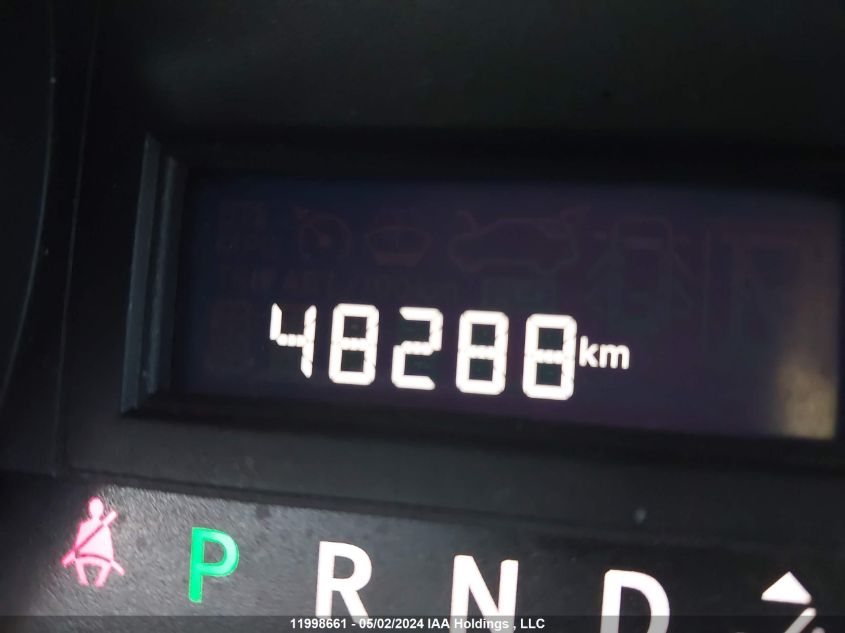 48288 km
P R N D
11998661 - 05/02/2024 IAA Holdings , LLC